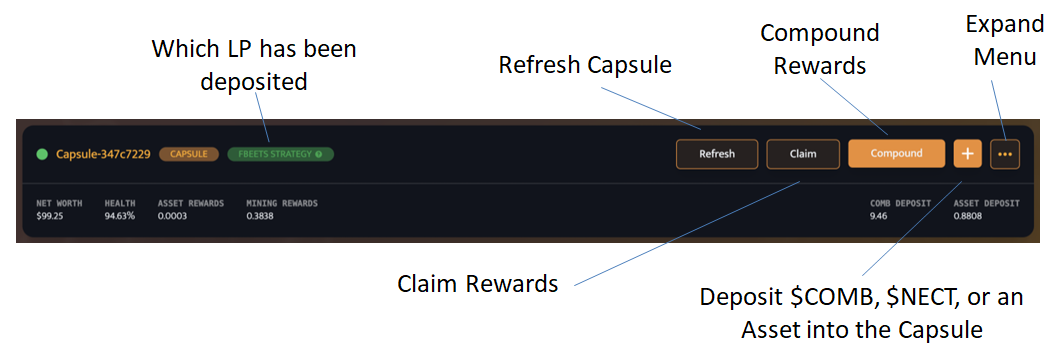 Which LP has been
deposited
Refresh Capsule
Compound
Rewards
Expand
Menu
Capsule-347c7229 CAPSULE FBEETS STRATEGY Refresh Claim Compound + •••
NET WORTH HEALTH ASSET REWARDS MINING REWARDS COMB DEPOSIT ASSET DEPOSIT
$99.25 94.63% 0.0003 0.3838 9.46 0.8808
Claim Rewards
Deposit $COMB, $NECT, or an
Asset into the Capsule